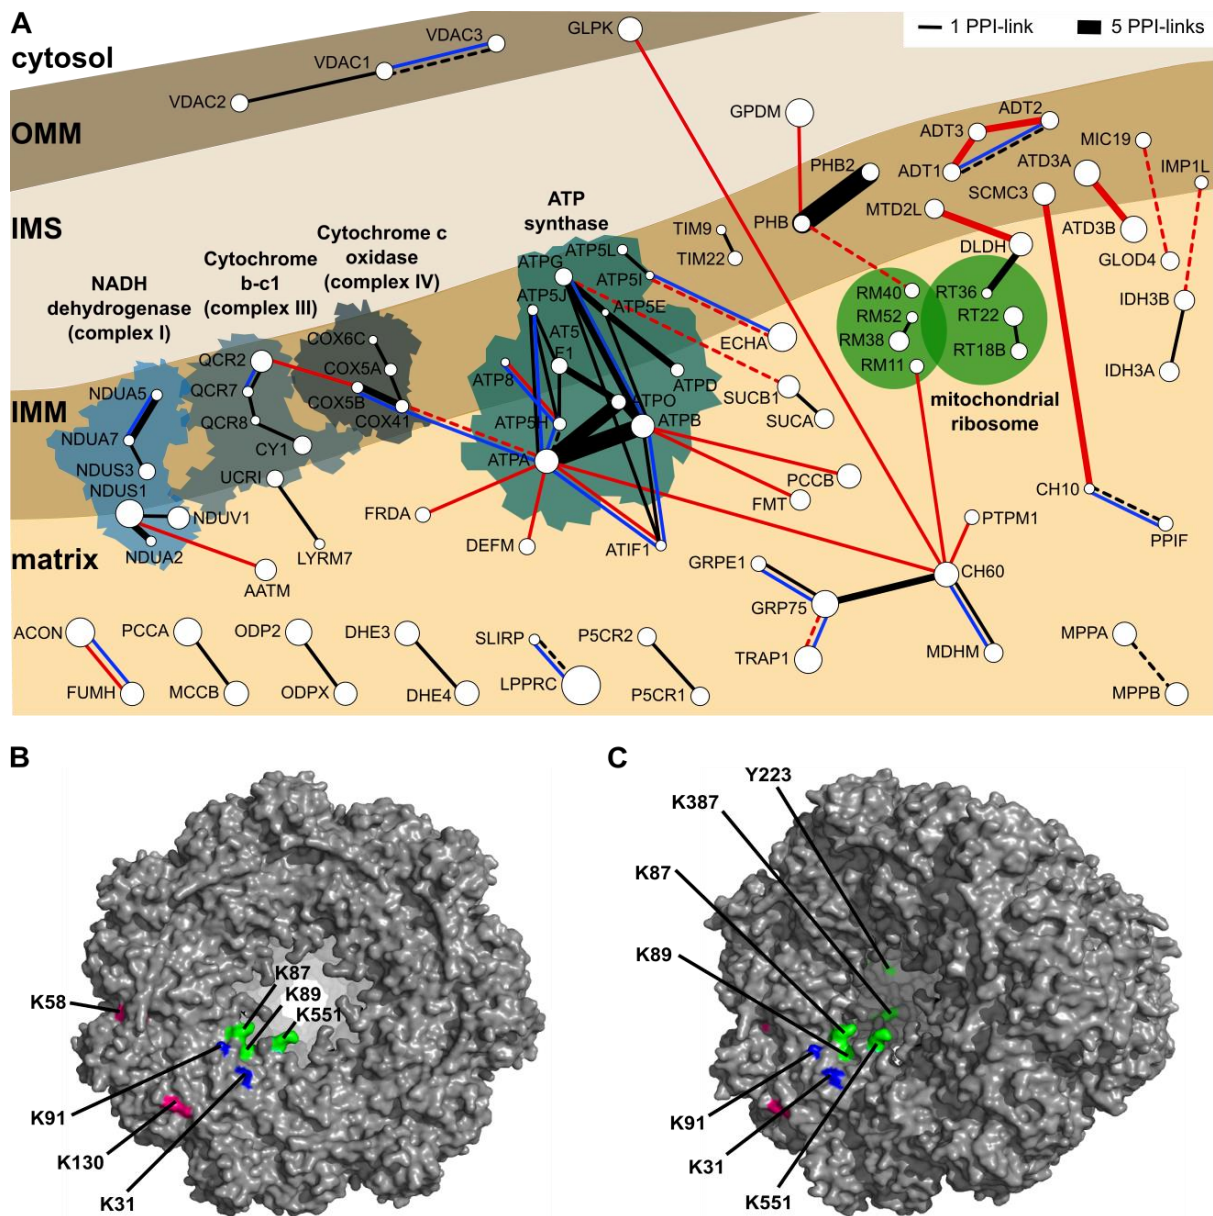 A
cytosol
OMM
IMS
IMM
matrix
1 PPI-link
5 PPI-links
VDAC3
VDAC1
VDAC2
GLPK
GPDM
PHB2
PHB
ADT2
ADT3
ADT1
MIC19
ATD3A
IMP1L
SCMC3
MTD2L
ATD3B
DLDH
GLOD4
ATP
synthase
Cytochrome c
oxidase
(complex IV)
Cytochrome
b-c1
(complex III)
NADH
dehydrogenase
(complex I)
TIM9
TIM22
ATP5L
ATPG
ATP5I
ATP5J
ATP5E
AT5
F1
ATP8
ATPD
ATPO
ATP5H
ATPB
ATPA
ECHA
SUCB1
SUCA
RM40
RM52
RM38
RM11
RT36
RT22
RT18B
mitochondrial
ribosome
IDH3B
IDH3A
COX6C
COX5A
COX5B
COX41
QCR2
QCR7
QCR8
CY1
UCRI
NDUA5
NDUA7
NDUS3
NDUS1
NDUV1
NDUA2
LYRM7
AATM
FRDA
DEFM
ATIF1
PCCB
FMT
CH10
PPIF
PTPM1
CH60
GRPE1
GRP75
TRAP1
MDHM
ACON
FUMH
PCCA
MCCB
ODP2
ODPX
DHE3
DHE4
SLIRP
LPPRC
P5CR2
P5CR1
MPPA
MPPB
B
K87
K89
K551
K58
K91
K130
K31
C
Y223
K387
K87
K89
K91
K31
K551